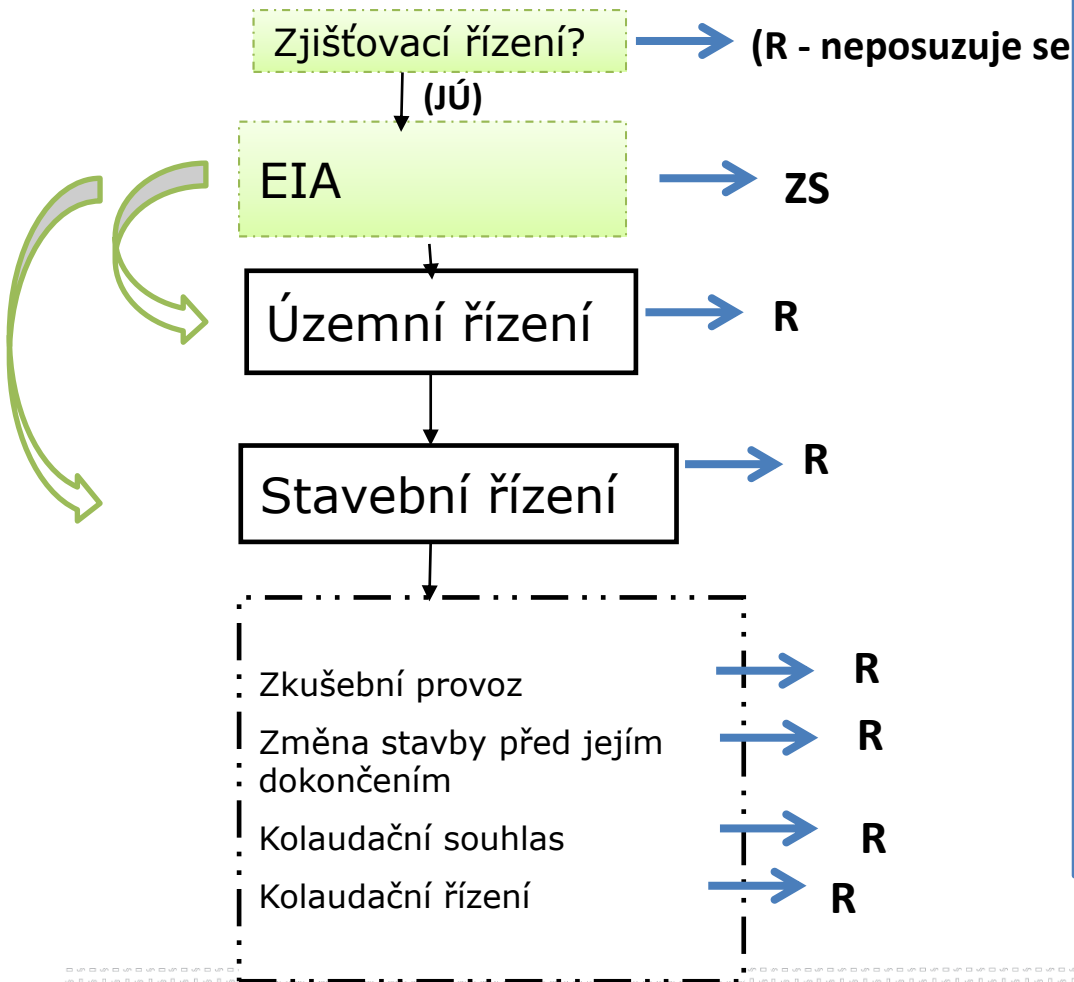 Zjišťovací řízení?
(R - neposuzuje se
(JÚ)
EIA
ZS
Územní řízení
R
Stavební řízení
R
Zkušební provoz
R
Změna stavby před jejím
dokončením
R
Kolaudační souhlas
R
Kolaudační řízení
R